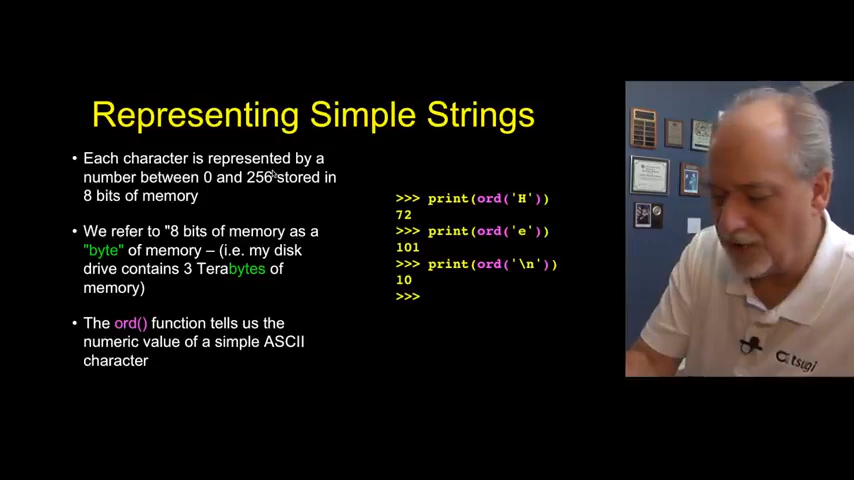 Representing Simple Strings
• Each character is represented by a
number between 0 and 256 stored in
8 bits of memory
• We refer to "8 bits of memory as a
"byte" of memory – (i.e. my disk
drive contains 3 Terabytes of
memory)
• The ord() function tells us the
numeric value of a simple ASCII
character
>>> print(ord('H'))
72
>>> print(ord('e'))
101
>>> print(ord('\n'))
10
>>>
tsugi